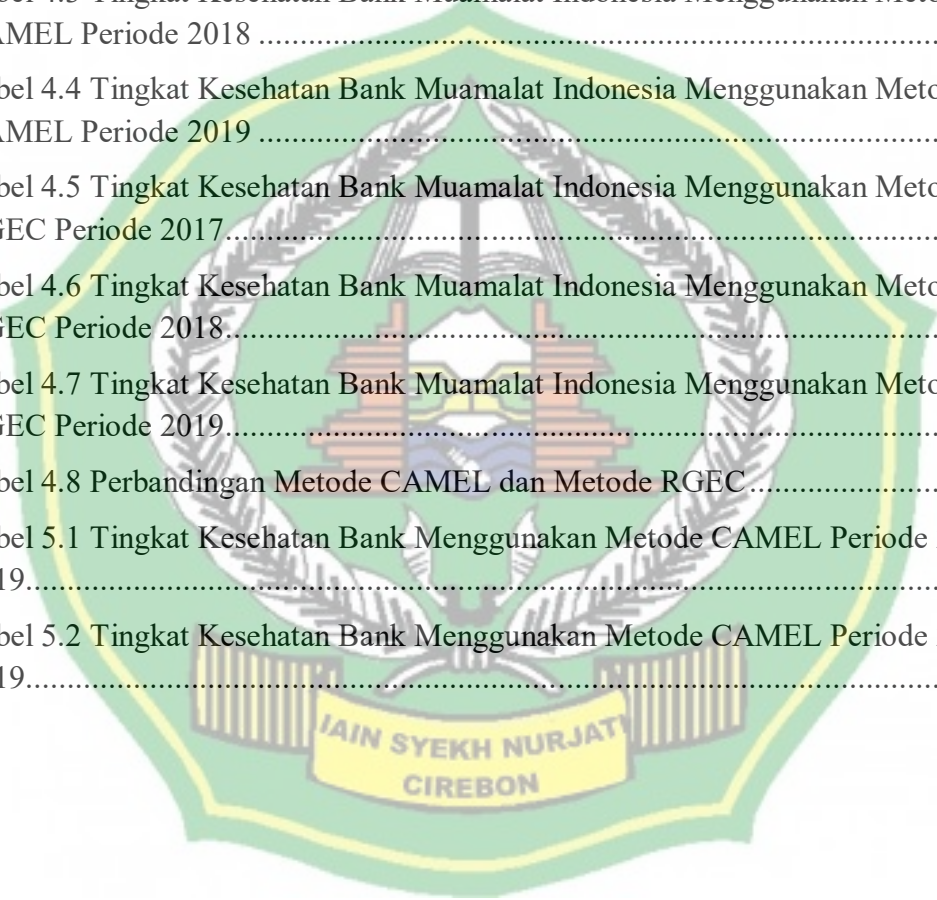 Tingkat Kesehatan Bank Muamalat Indonesia Menggunakan
AMEL Periode 2018 ........................................................................
bel 4.4 Tingkat Kesehatan Bank Muamalat Indonesia Menggunakan Meto
AMEL Periode 2019 ........................................................................
bel 4.5 Tingkat Kesehatan Bank Muamalat Indonesia Menggunakan Meto
GEC Periode 2017...........................................................................
bel 4.6 Tingkat Kesehatan Bank Muamalat Indonesia Menggunakan Meto
GEC Periode 2018...........................................................................
bel 4.7 Tingkat Kesehatan Bank Muamalat Indonesia Menggunakan Meto
GEC Periode 2019...........................................................................
bel 4.8 Perbandingan Metode CAMEL dan Metode RGEC....................
bel 5.1 Tingkat Kesehatan Bank Menggunakan Metode CAMEL Periode
19................................................................................................
bel 5.2 Tingkat Kesehatan Bank Menggunakan Metode CAMEL Periode
19................................................................................................
IAIN SYEKH NURJATI
CIREBON